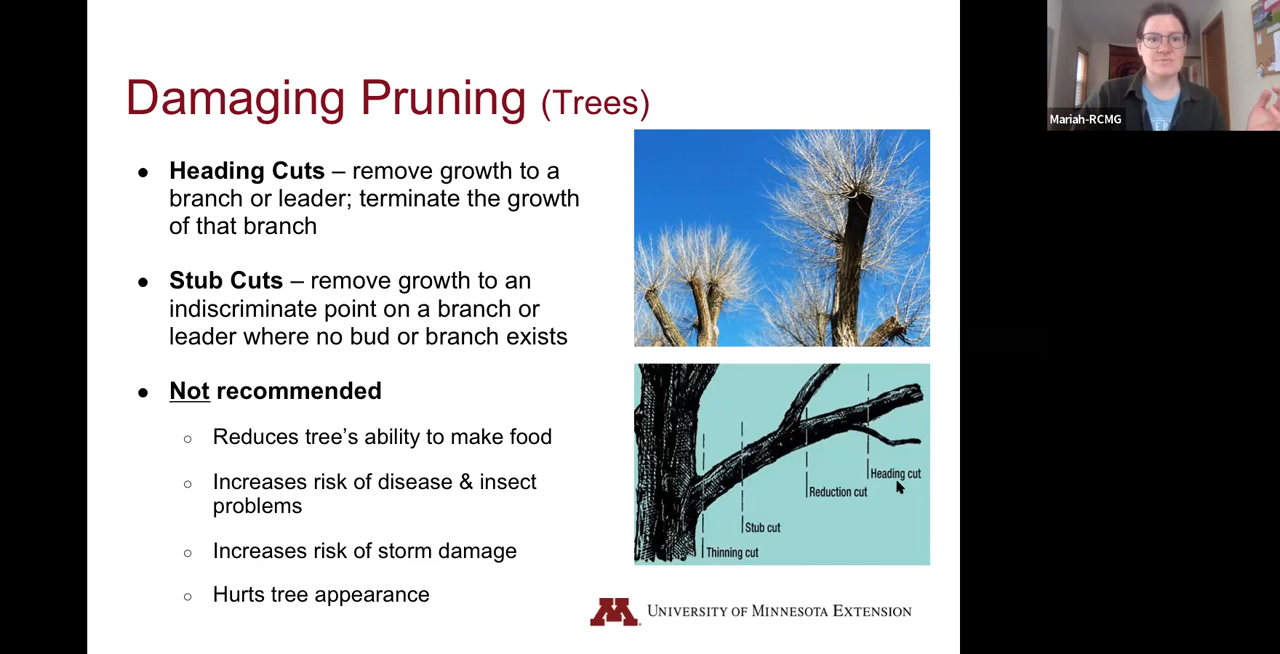 Damaging Pruning (Trees)
● Heading Cuts – remove growth to a
branch or leader; terminate the growth
of that branch
● Stub Cuts – remove growth to an
indiscriminate point on a branch or
leader where no bud or branch exists
● Not recommended
○ Reduces tree's ability to make food
○ Increases risk of disease & insect
problems
○ Increases risk of storm damage
○ Hurts tree appearance
Heading cut
Reduction cut
Stub cut
Thinning cut
M
UNIVERSITY OF MINNESOTA EXTENSION
Mariah-RCMG